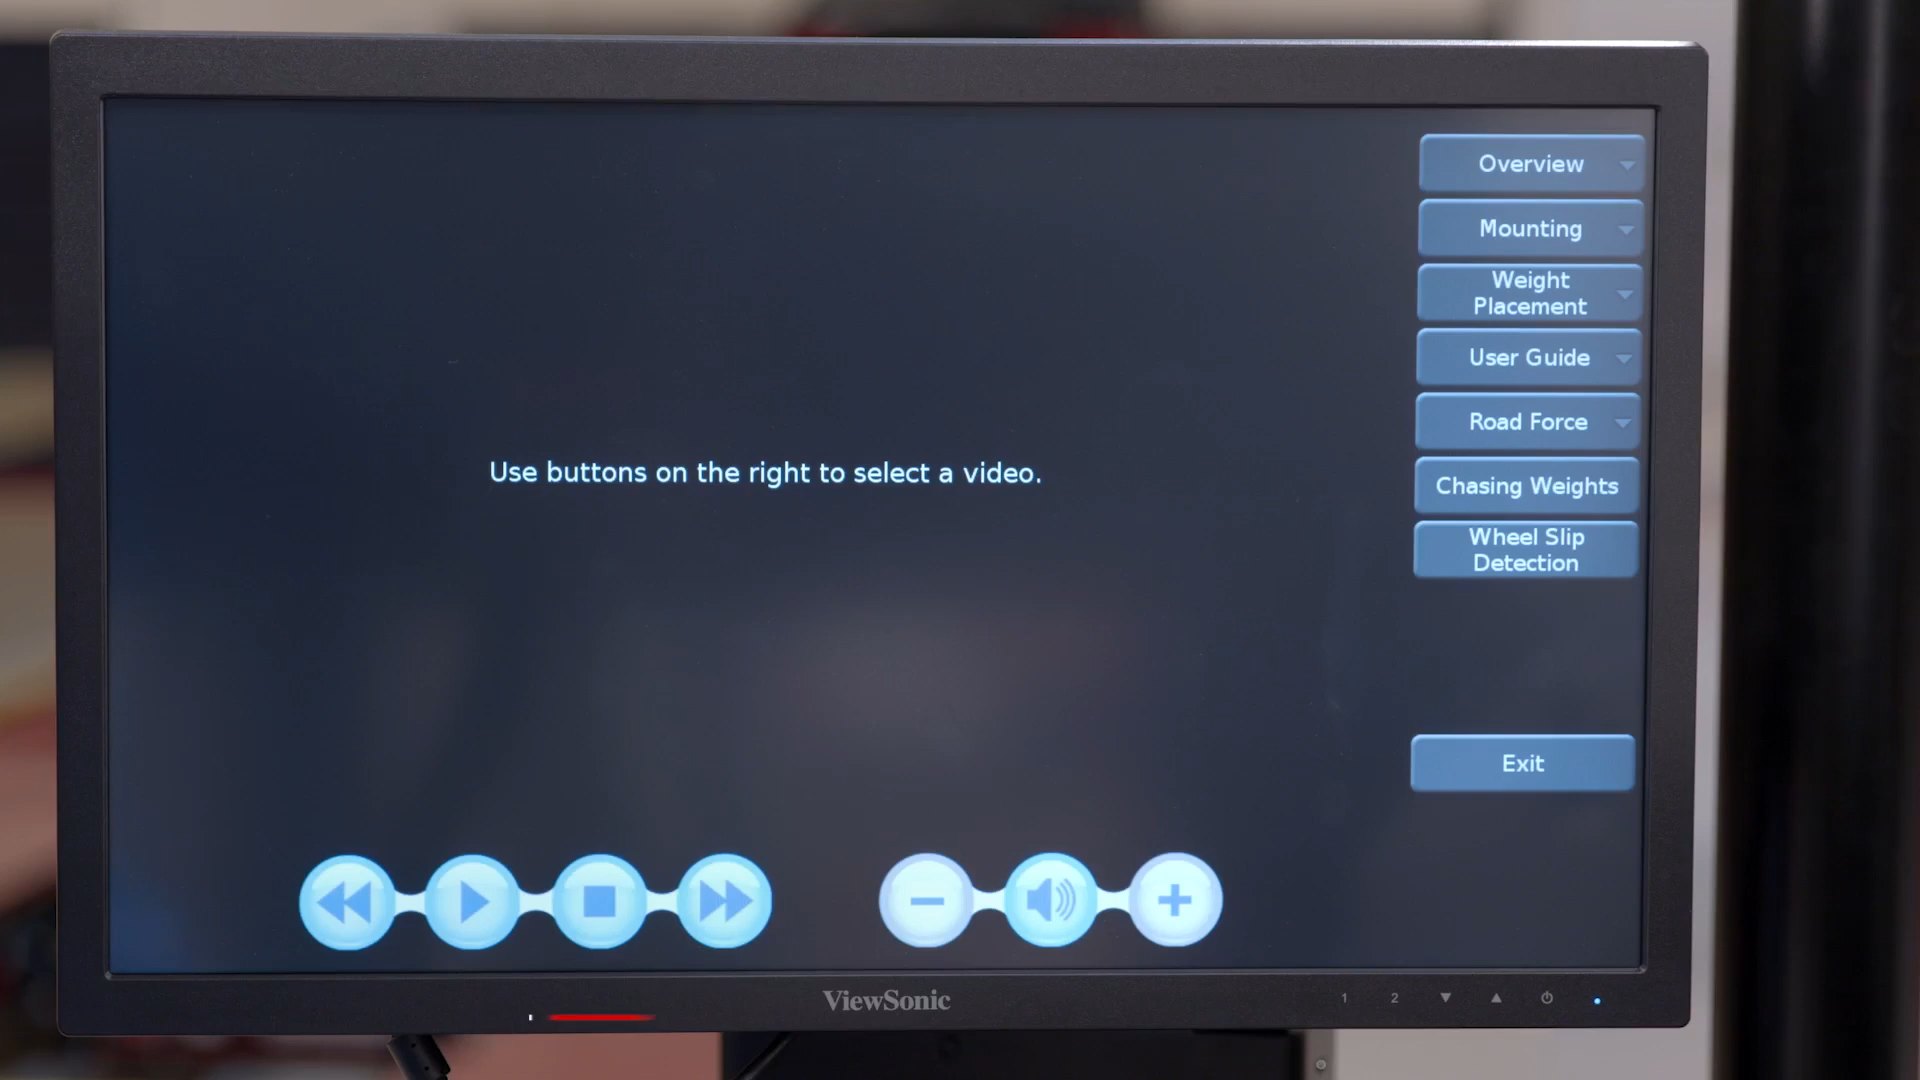 Overview
Mounting
Weight
Placement
User Guide
Road Force
Chasing Weights
Wheel Slip
Detection
Use buttons on the right to select a video.
Exit
ViewSonic
1 2